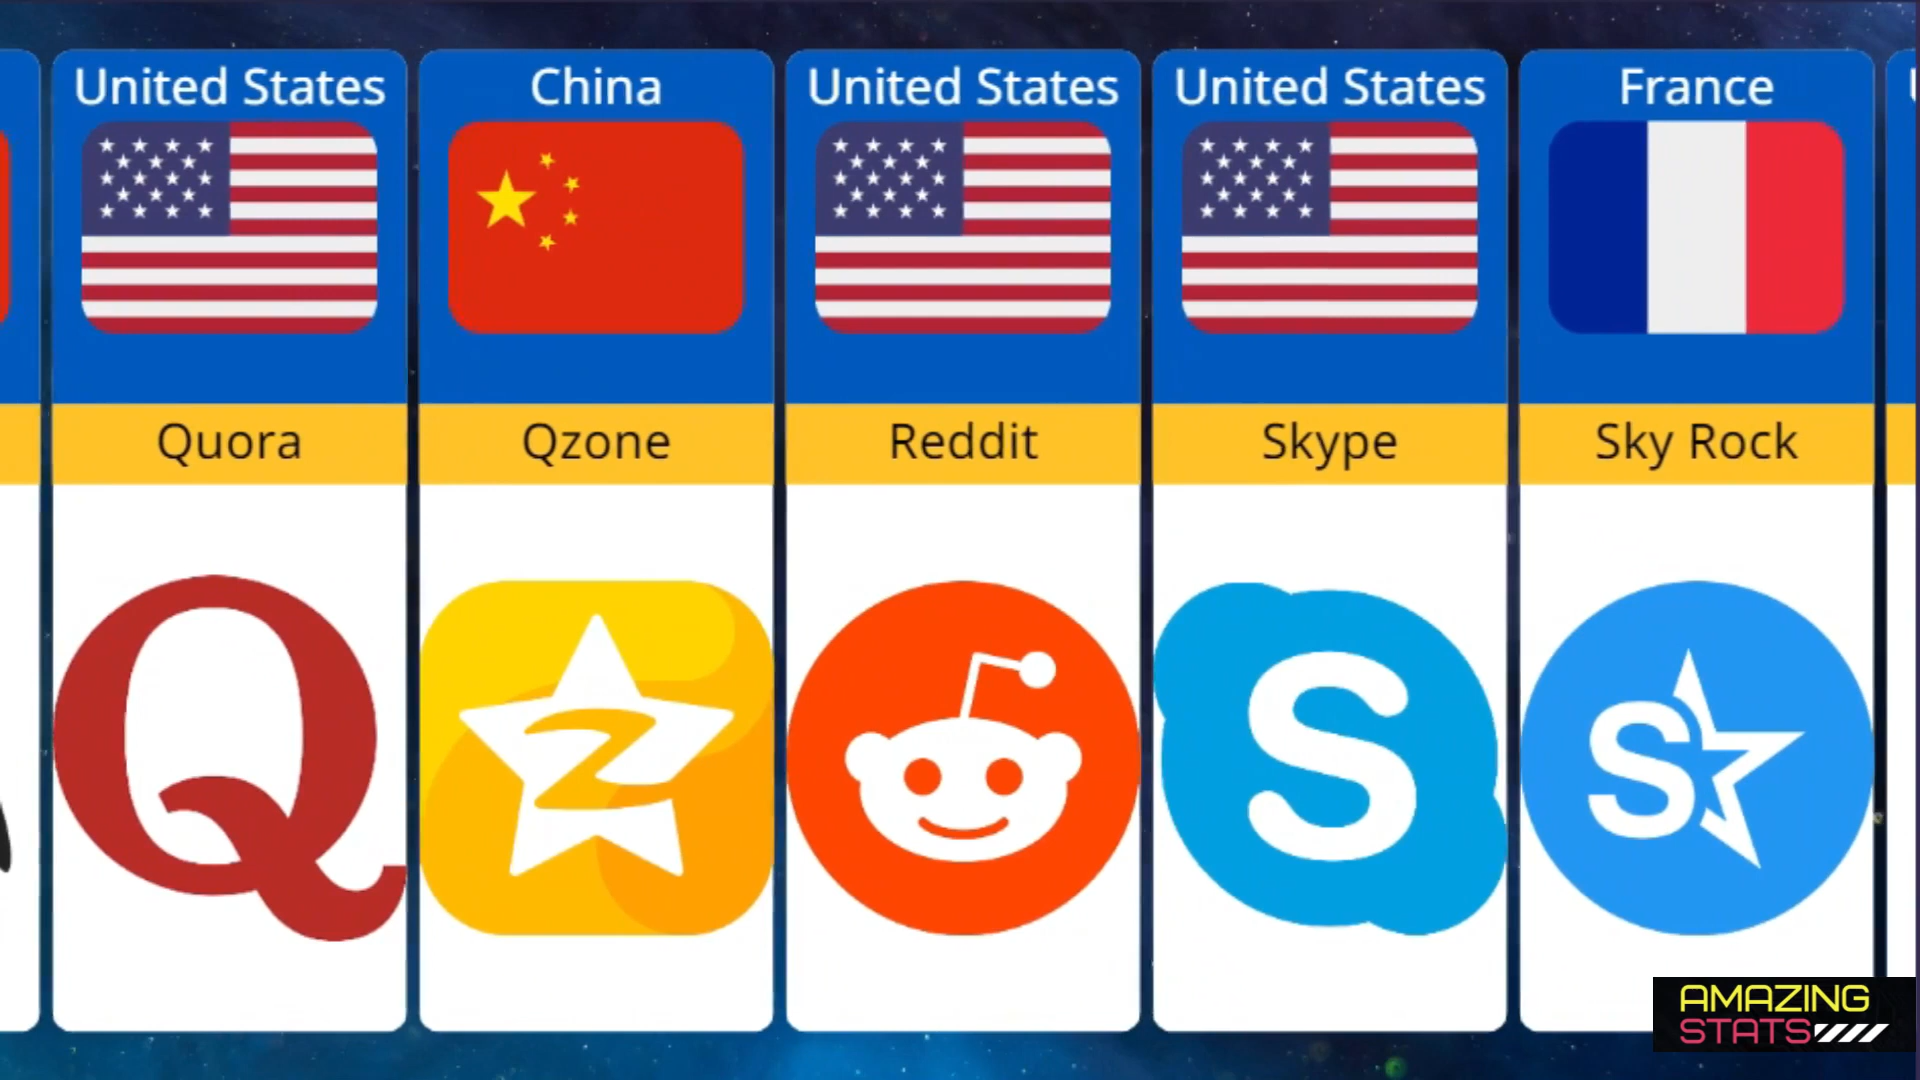 United States
China
United States
United States
France
Quora
Qzone
Reddit
Skype
Sky Rock
Q
Z
S
S
AMAZING
STATS